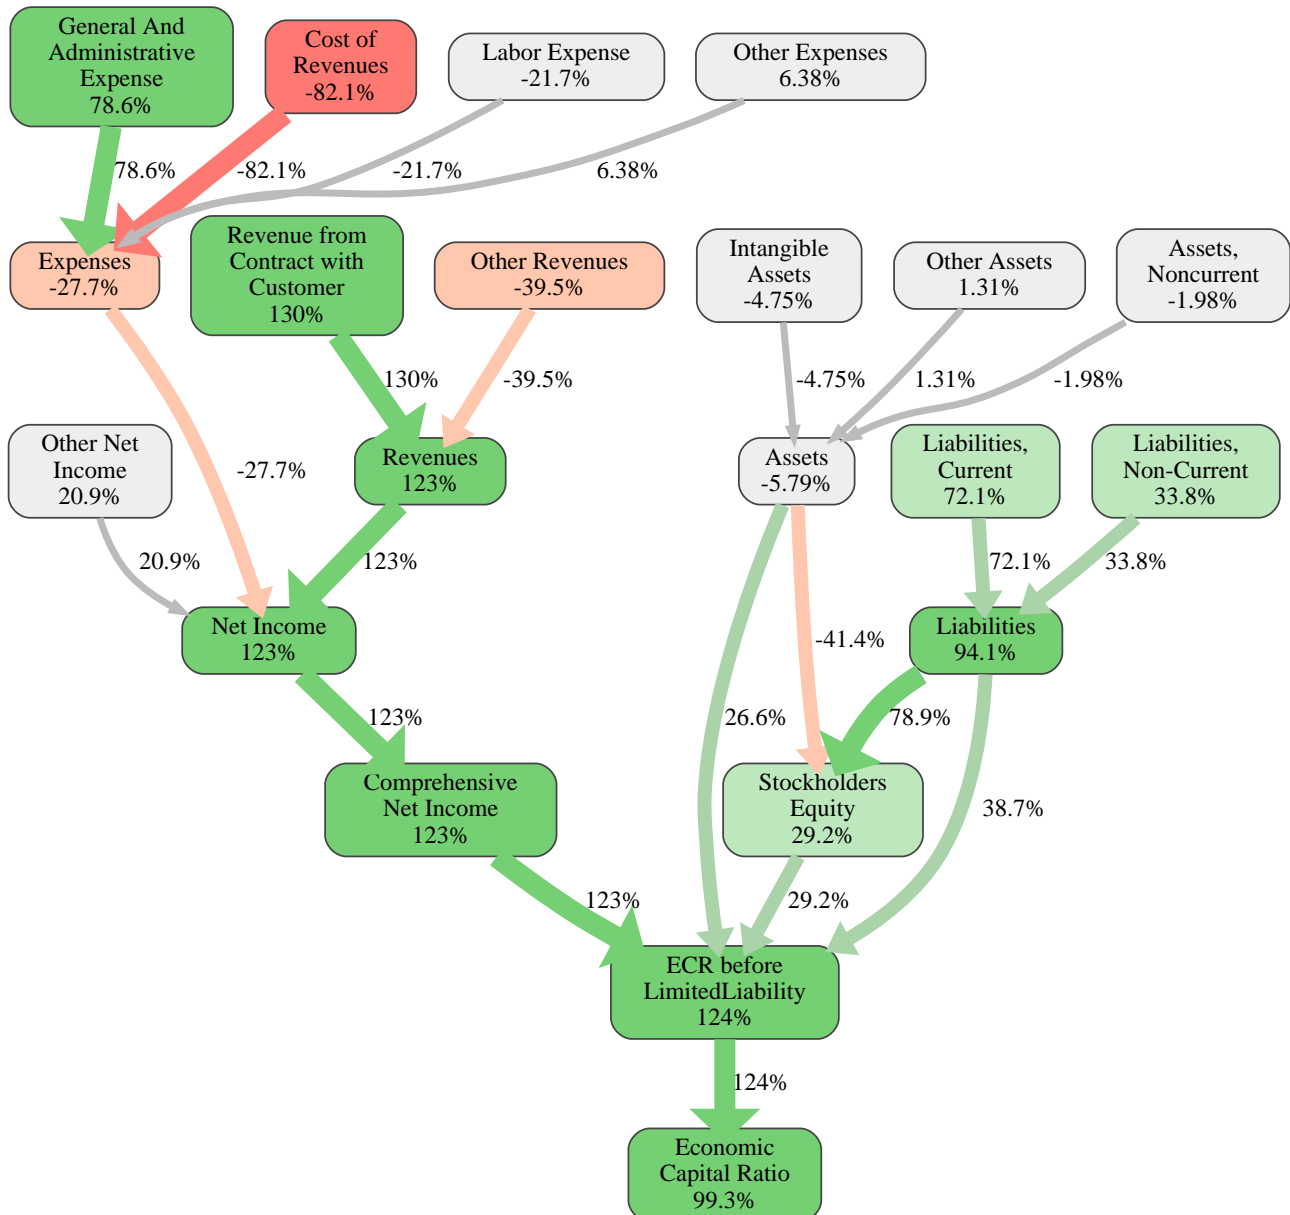 General And
Administrative
Expense
78.6%
Cost of
Revenues
-82.1%
Labor Expense
-21.7%
Other Expenses
6.38%
78.6%
-82.1%
-21.7%
6.38%
Expenses
-27.7%
Revenue from
Contract with
Customer
130%
Other Revenues
-39.5%
Intangible
Assets
-4.75%
Other Assets
1.31%
Assets,
Noncurrent
-1.98%
130%
-39.5%
-4.75%
1.31%
-1.98%
Other Net
Income
20.9%
-27.7%
Revenues
123%
Assets
-5.79%
Liabilities,
Current
72.1%
Liabilities,
Non-Current
33.8%
20.9%
123%
72.1%
33.8%
Net Income
123%
-41.4%
Liabilities
94.1%
123%
26.6%
78.9%
Comprehensive
Net Income
123%
Stockholders
Equity
29.2%
38.7%
123%
29.2%
ECR before
LimitedLiability
124%
124%
Economic
Capital Ratio
99.3%